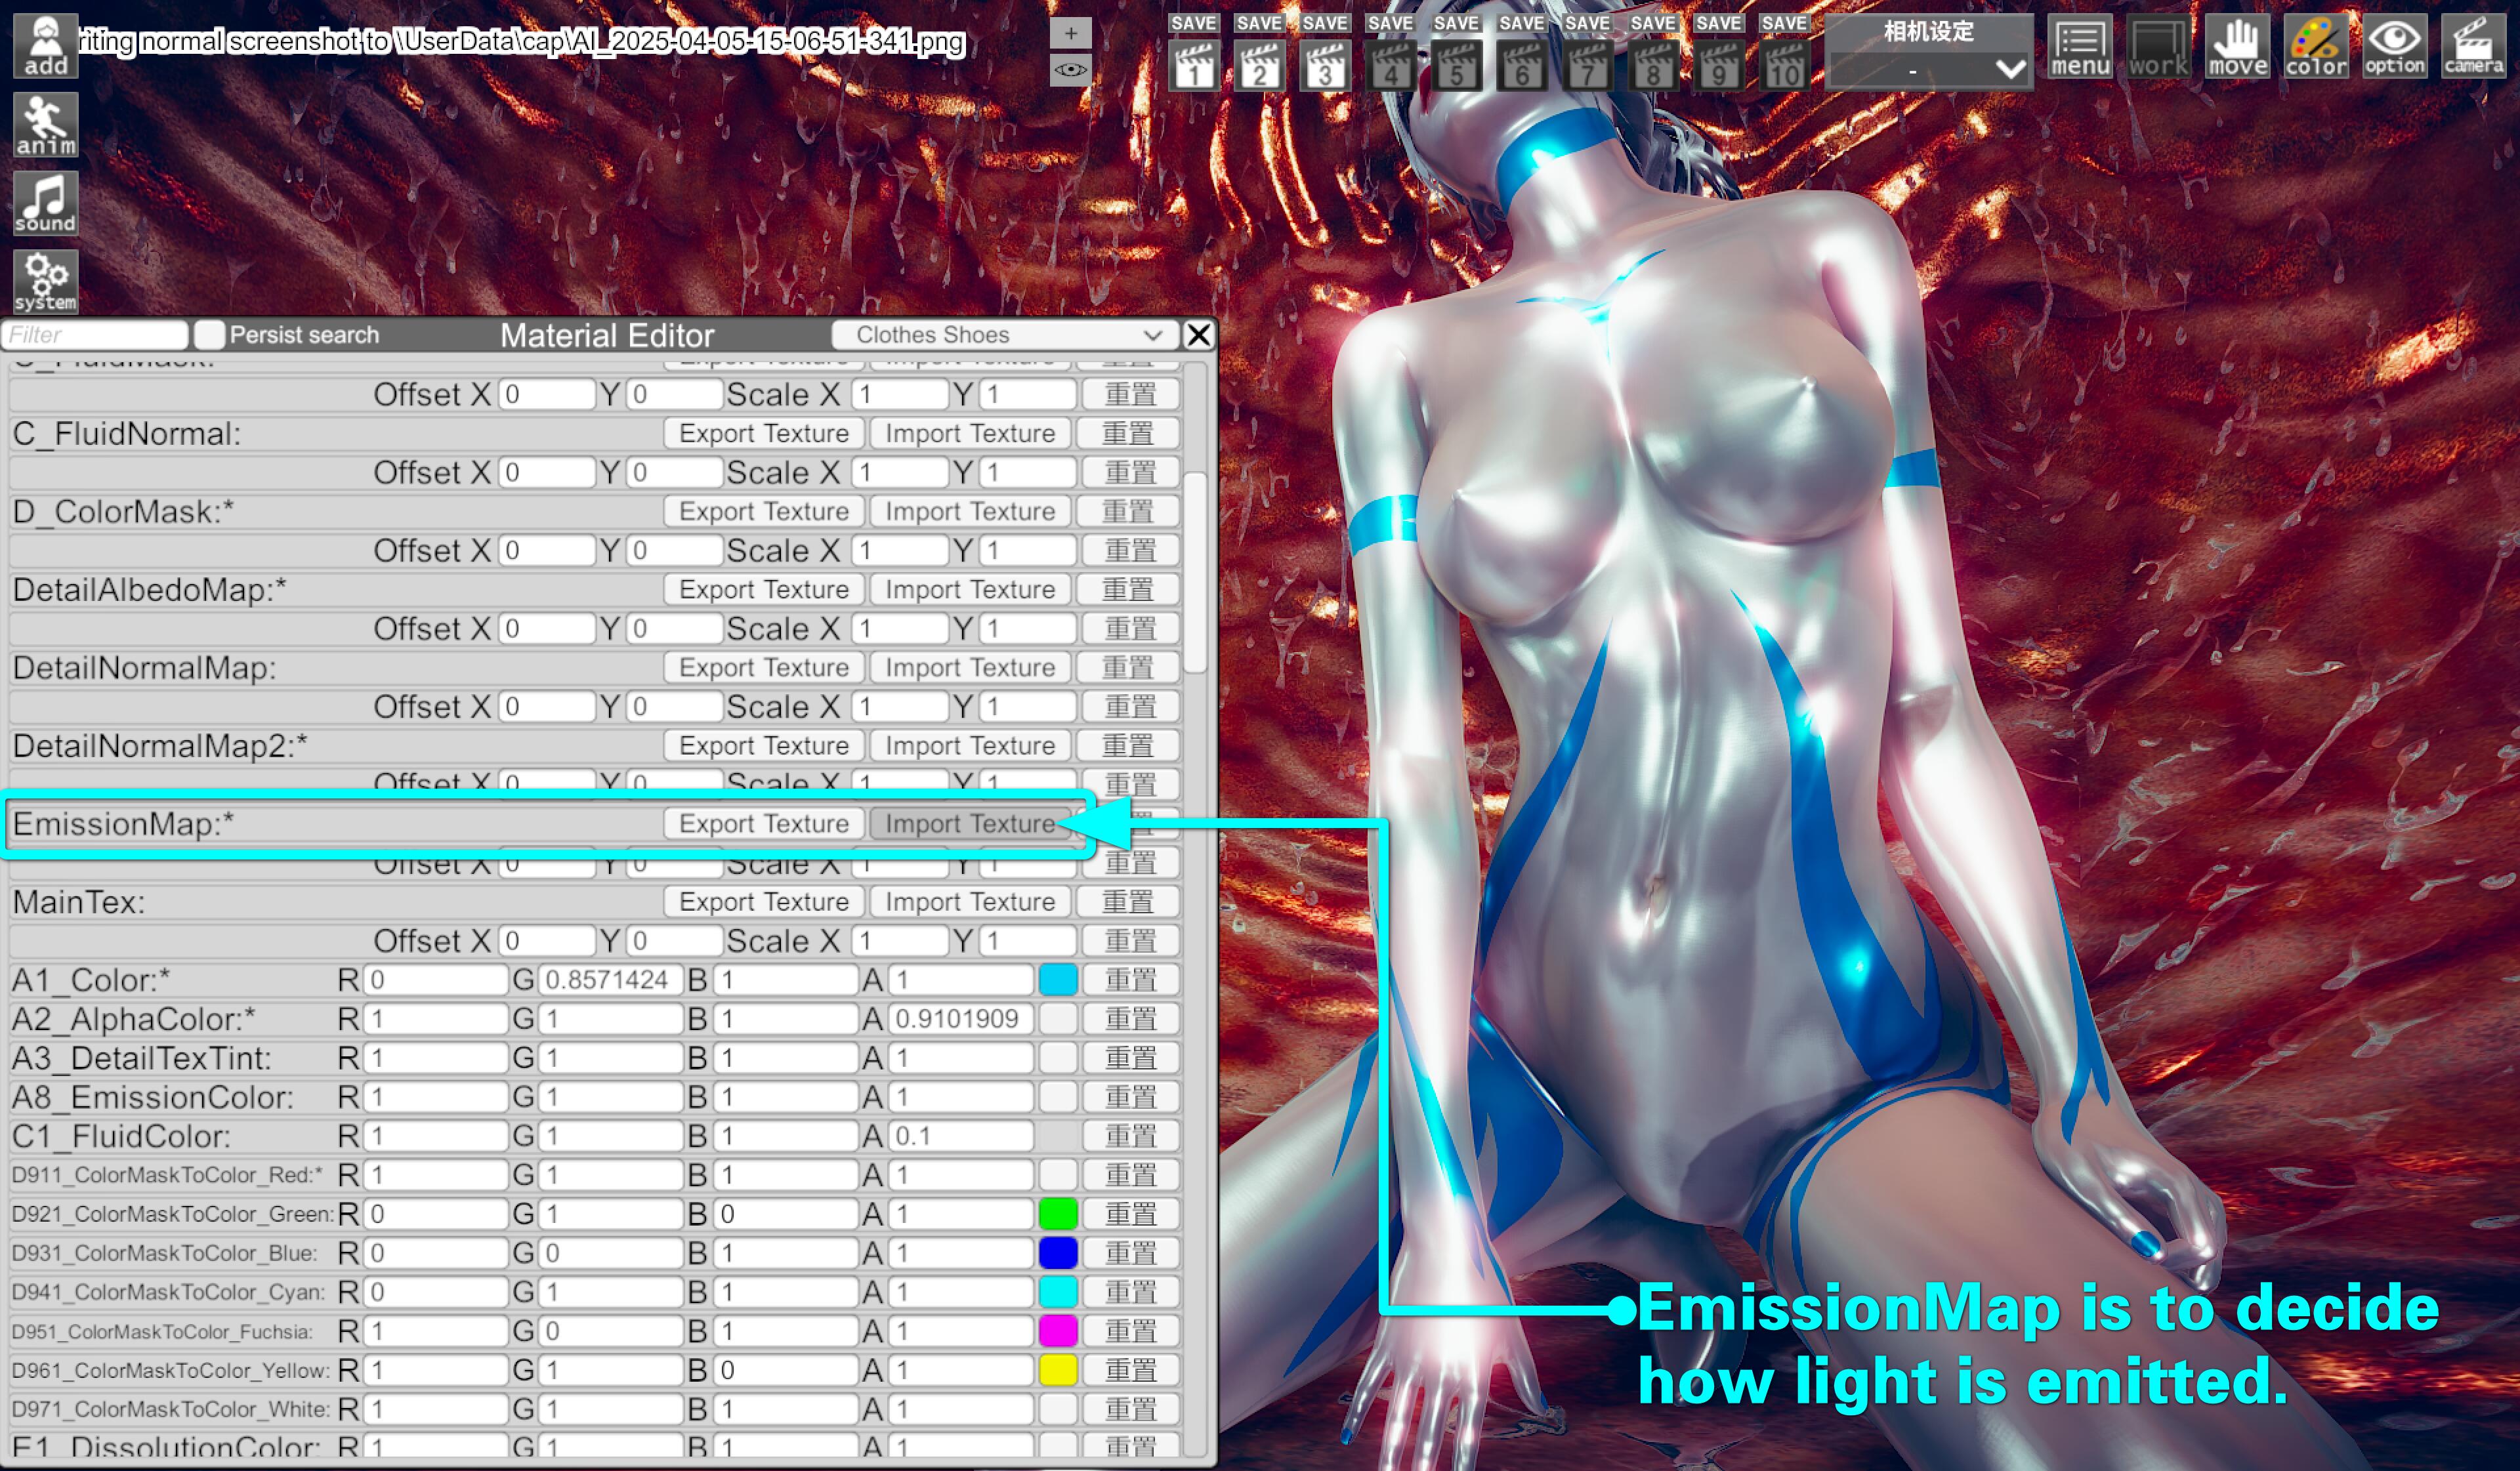 riting normal screenshot to \UserData\cap\AI_2025-04-05-15-06-51-341.png
+
SAVE SAVE SAVE SAVE SAVE SAVE SAVE SAVE SAVE SAVE
1 2 3 4 5 6 7 8 9 10
相机设定
-
menu work move color option camera
add
anim
sound
system
Filter Persist search Material Editor Clothes Shoes
C_FluidMask: Export Texture Import Texture 重置
Offset X 0 Y 0 Scale X 1 Y 1 重置
C_FluidNormal: Export Texture Import Texture 重置
Offset X 0 Y 0 Scale X 1 Y 1 重置
D_ColorMask:* Export Texture Import Texture 重置
Offset X 0 Y 0 Scale X 1 Y 1 重置
DetailAlbedoMap:* Export Texture Import Texture 重置
Offset X 0 Y 0 Scale X 1 Y 1 重置
DetailNormalMap: Export Texture Import Texture 重置
Offset X 0 Y 0 Scale X 1 Y 1 重置
DetailNormalMap2:* Export Texture Import Texture 重置
Offset X 0 Y 0 Scale X 1 Y 1 重置
EmissionMap:* Export Texture Import Texture 重置
Offset X 0 Y 0 Scale X 1 Y 1 重置
MainTex: Export Texture Import Texture 重置
Offset X 0 Y 0 Scale X 1 Y 1 重置
A1_Color:* R 0 G 0.8571424 B 1 A 1 重置
A2_AlphaColor:* R 1 G 1 B 1 A 0.9101909 重置
A3_DetailTexTint: R 1 G 1 B 1 A 1 重置
A8_EmissionColor: R 1 G 1 B 1 A 1 重置
C1_FluidColor: R 1 G 1 B 1 A 0.1 重置
D911_ColorMaskToColor_Red:* R 1 G 1 B 1 A 1 重置
D921_ColorMaskToColor_Green: R 0 G 1 B 0 A 1 重置
D931_ColorMaskToColor_Blue: R 0 G 0 B 1 A 1 重置
D941_ColorMaskToColor_Cyan: R 0 G 1 B 1 A 1 重置
D951_ColorMaskToColor_Fuchsia: R 1 G 0 B 1 A 1 重置
D961_ColorMaskToColor_Yellow: R 1 G 1 B 0 A 1 重置
D971_ColorMaskToColor_White: R 1 G 1 B 1 A 1 重置
E1_DissolutionColor: R 1 G 1 B 1 A 1 重置
EmissionMap is to decide
how light is emitted.